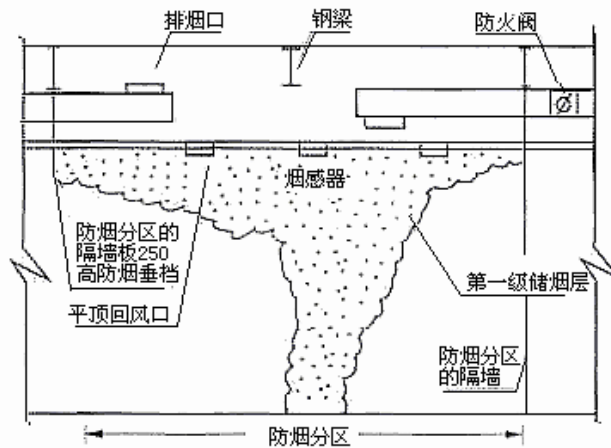 排烟口
钢梁
防火阀
烟感器
防烟分区的
隔墙板250
高防烟垂档
平顶回风口
第一级储烟层
防烟分区
的隔墙
防烟分区